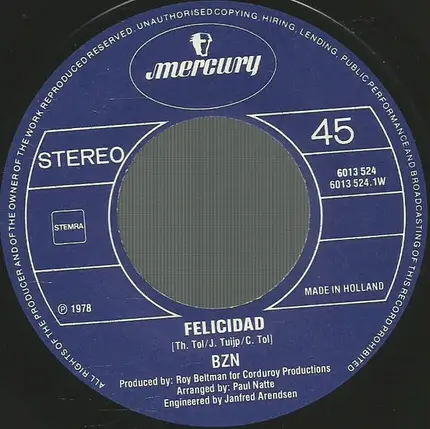 ALL RIGHTS OF THE PRODUCER AND OF THE OWNER OF THE WORK REPRODUCED RESERVED. UNAUTHORISED COPYING, HIRING, LENDING, PUBLIC PERFORMANCE AND BROADCASTING OF THIS RECORD PROHIBITED
mercury
STEREO
45
6013 524
6013 524.1W
STEMRA
MADE IN HOLLAND
℗ 1978
FELICIDAD
[Th. Tol/J. Tuijp/C. Tol]
BZN
Produced by: Roy Beltman for Corduroy Productions
Arranged by: Paul Natte
Engineered by: Janfred Arendsen